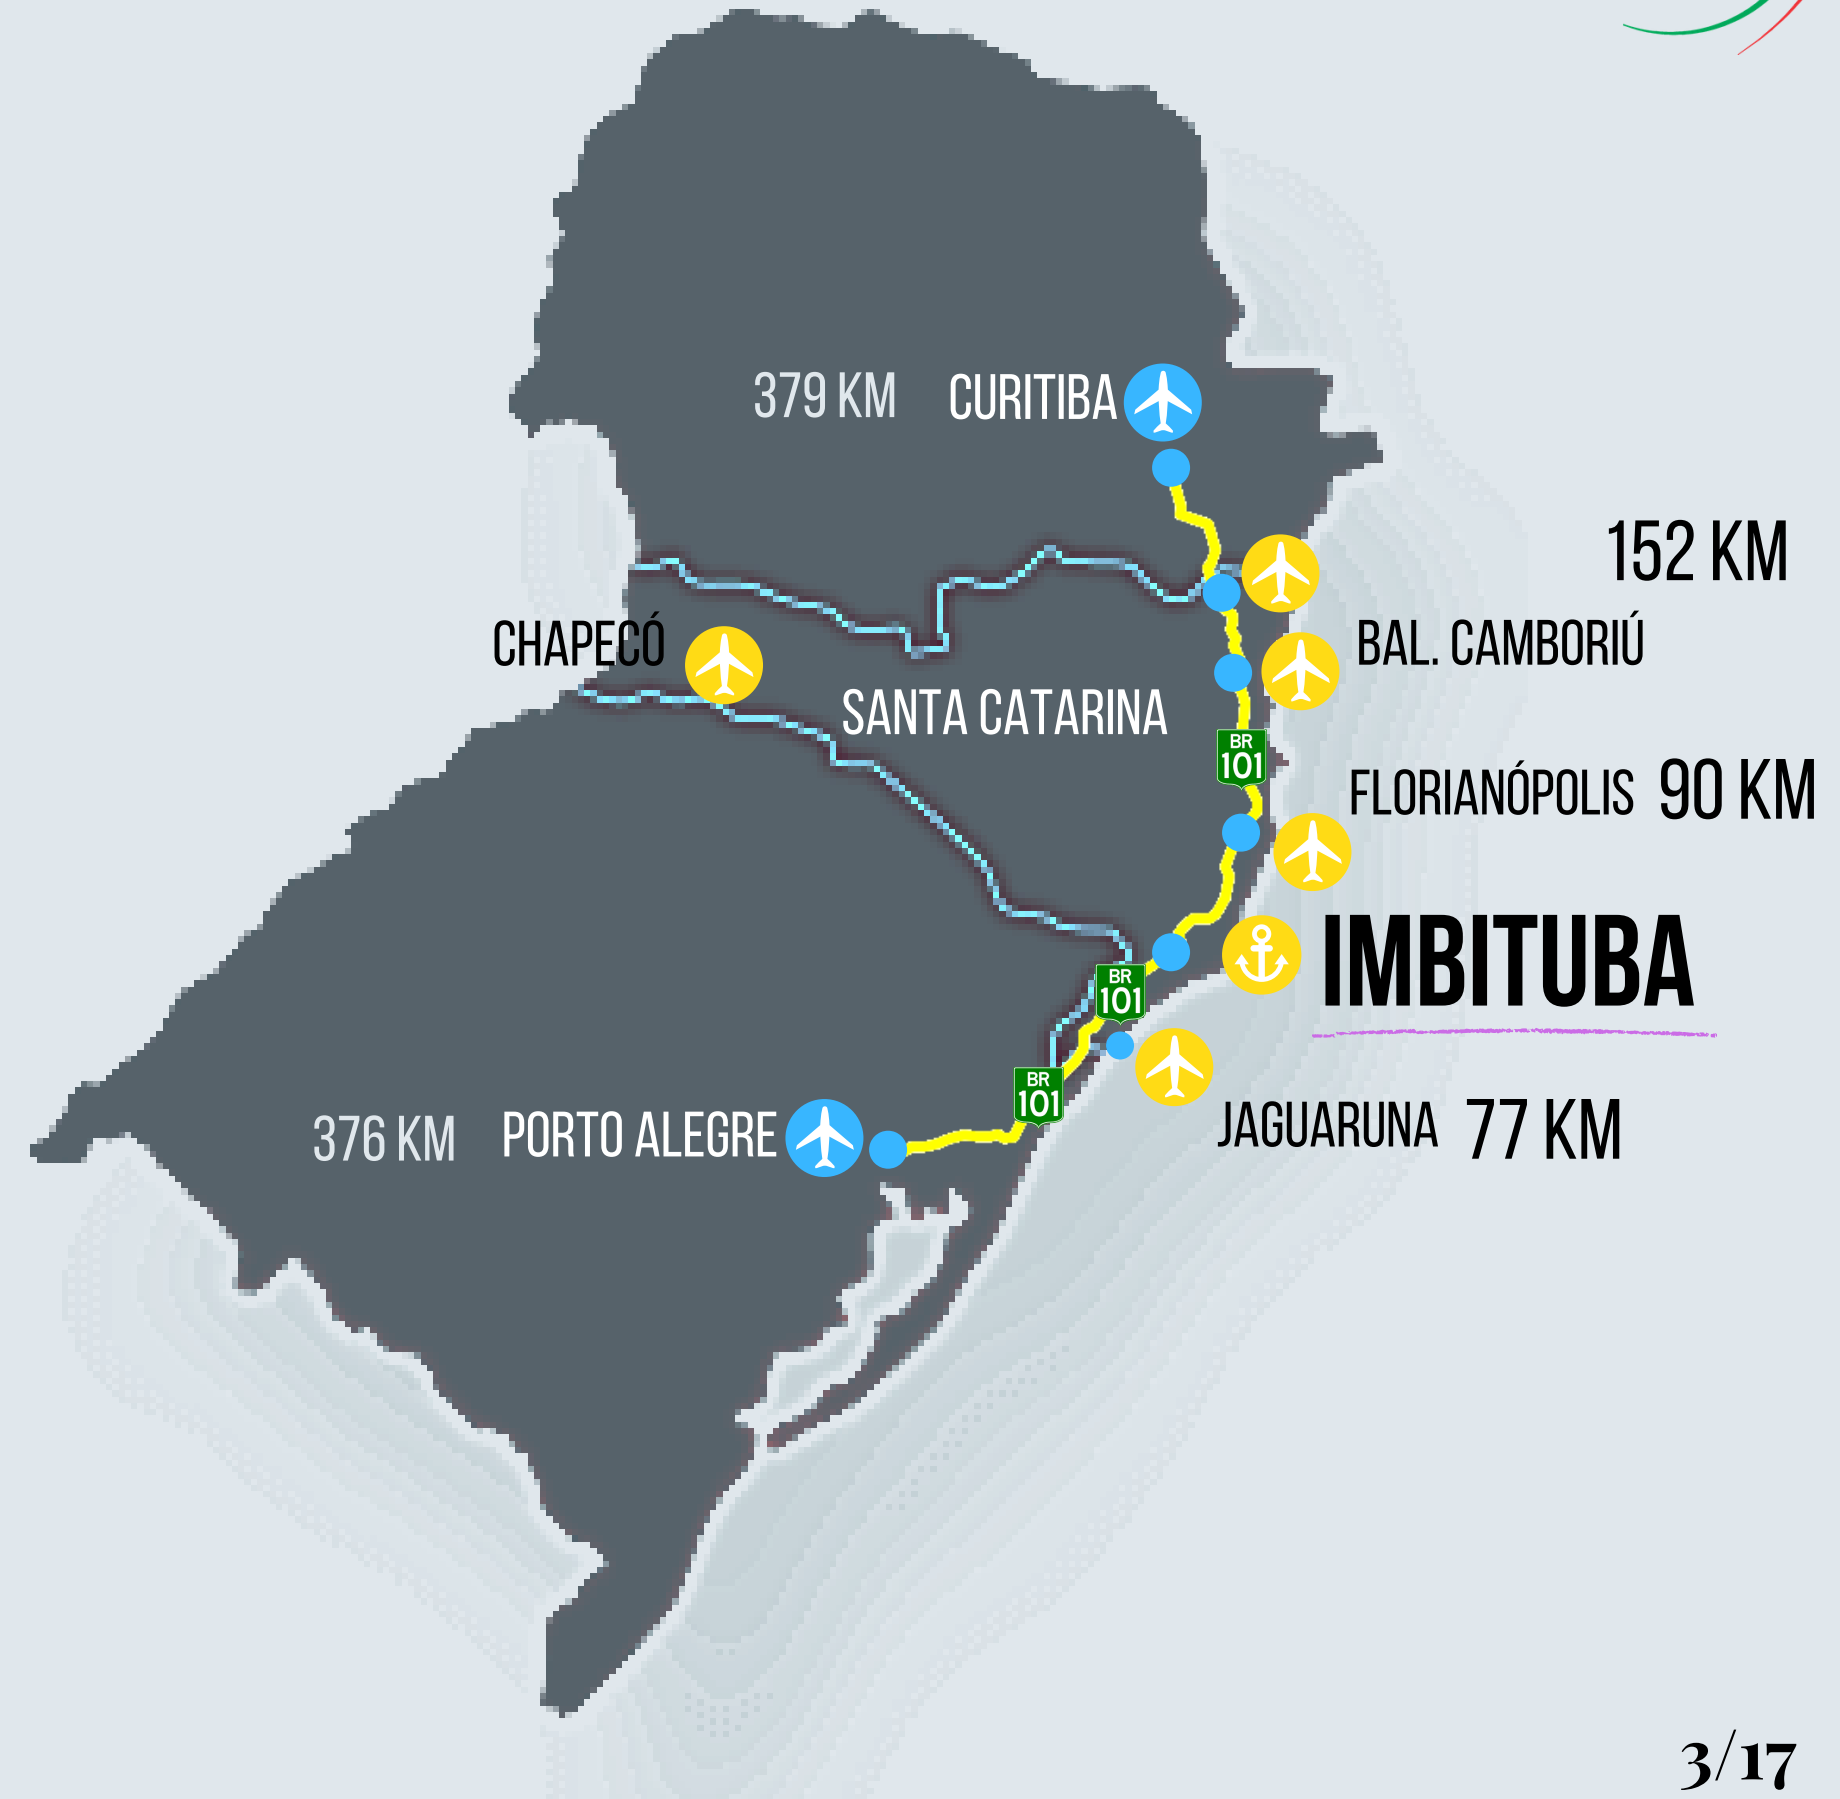 379 KM CURITIBA
152 KM
CHAPECÓ
BAL. CAMBORIÚ
SANTA CATARINA
BR
101
FLORIANÓPOLIS 90 KM
IMBITUBA
BR
101
BR
101
JAGUARUNA 77 KM
376 KM PORTO ALEGRE
3/17